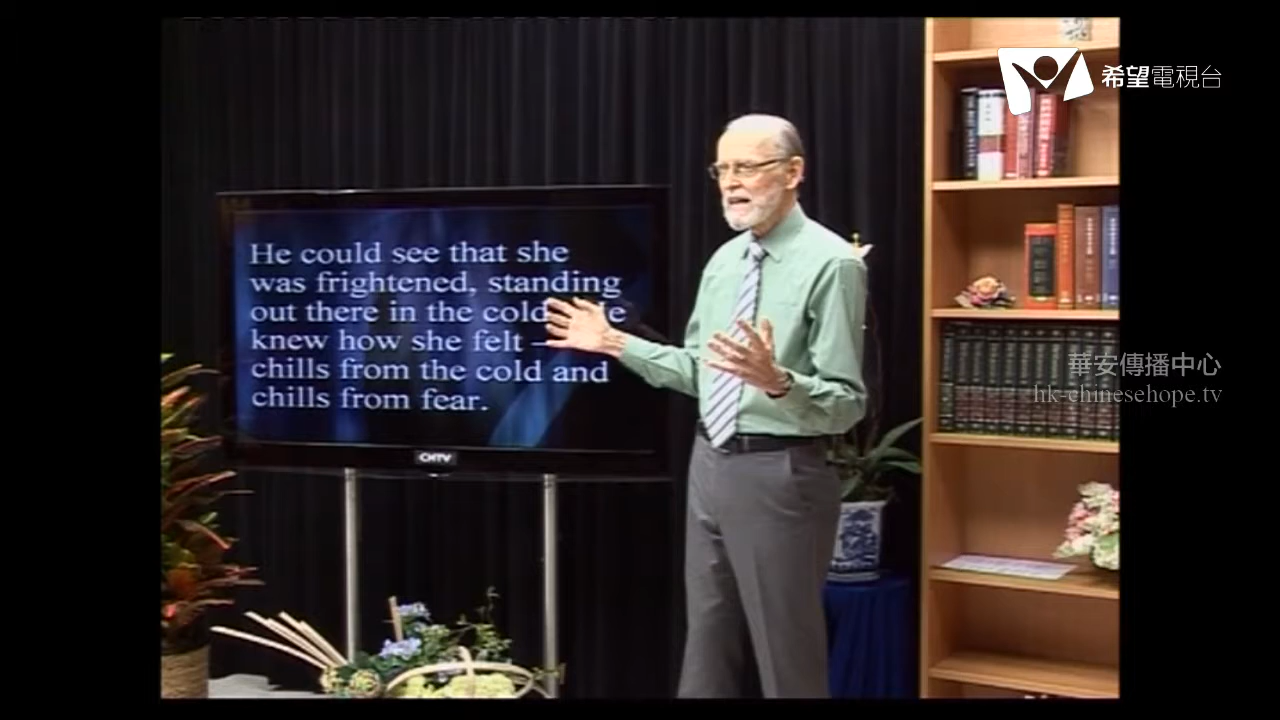 希望電視台
He could see that she
was frightened, standing
out there in the cold
knew how she felt –
chills from the cold and
chills from fear.
CHTV
華安傳播中心
hk-chinesehope.tv